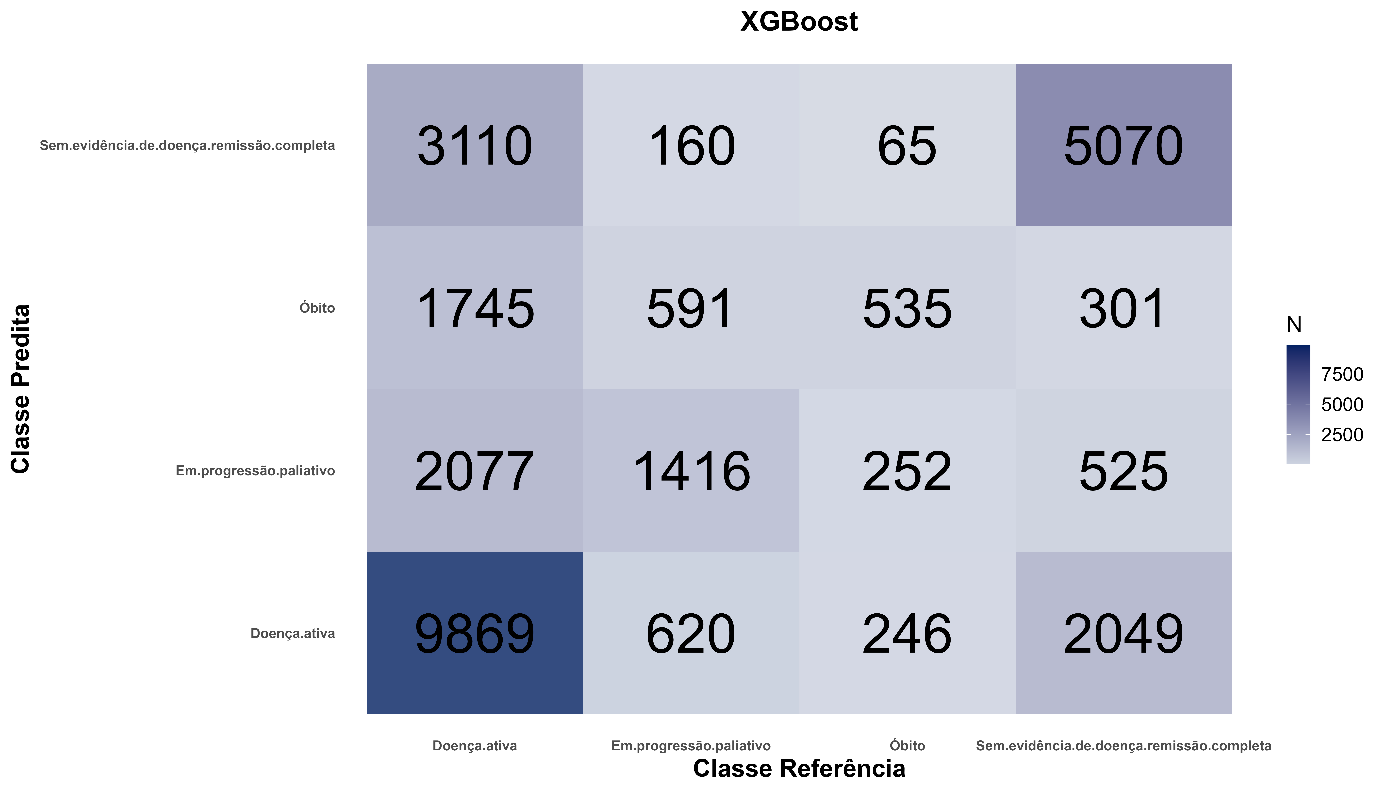 XGBoost
Classe Predita
Sem.evidência.de.doença.remissão.completa
3110 160 65 5070
Óbito
1745 591 535 301
Em.progressão.paliativo
2077 1416 252 525
Doença.ativa
9869 620 246 2049
Doença.ativa Em.progressão.paliativo Óbito Sem.evidência.de.doença.remissão.completa
Classe Referência
N
7500
5000
2500